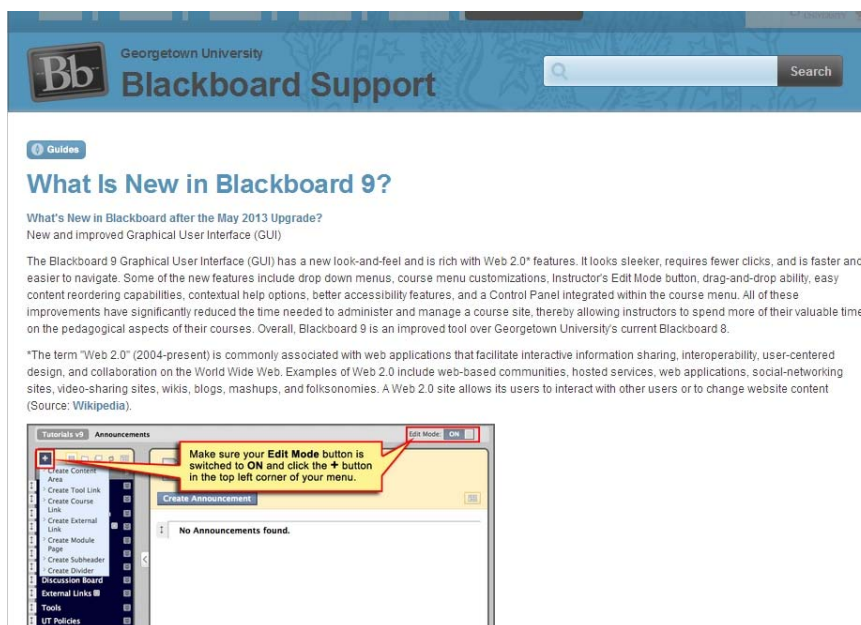 UNIVERSITY
Georgetown University
Bb
Blackboard Support
Search
Guides
What Is New in Blackboard 9?
What's New in Blackboard after the May 2013 Upgrade?
New and improved Graphical User Interface (GUI)
The Blackboard 9 Graphical User Interface (GUI) has a new look-and-feel and is rich with Web 2.0* features. It looks sleeker, requires fewer clicks, and is faster and
easier to navigate. Some of the new features include drop down menus, course menu customizations, Instructor's Edit Mode button, drag-and-drop ability, easy
content reordering capabilities, contextual help options, better accessibility features, and a Control Panel integrated within the course menu. All of these
improvements have significantly reduced the time needed to administer and manage a course site, thereby allowing instructors to spend more of their valuable time
on the pedagogical aspects of their courses. Overall, Blackboard 9 is an improved tool over Georgetown University's current Blackboard 8.
*The term "Web 2.0" (2004-present) is commonly associated with web applications that facilitate interactive information sharing, interoperability, user-centered
design, and collaboration on the World Wide Web. Examples of Web 2.0 include web-based communities, hosted services, web applications, social-networking
sites, video-sharing sites, wikis, blogs, mashups, and folksonomies. A Web 2.0 site allows its users to interact with other users or to change website content
(Source: Wikipedia).
Tutorials v9 Announcements
Edit Mode: ON
Make sure your Edit Mode button is
switched to ON and click the + button
in the top left corner of your menu.
Create Content
Area
Create Tool Link
Create Course
Link
Create External
Link
Create Module
Page
Create Subheader
Create Divider
Discussion Board
External Links
Tools
UT Policies
Create Announcement
No Announcements found.